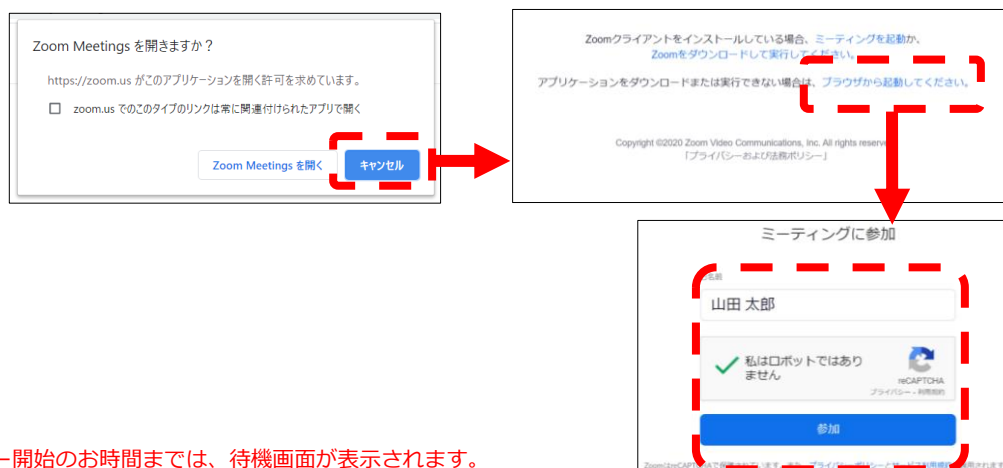 Zoom Meetings を開きますか？
https://zoom.us がこのアプリケーションを開く許可を求めています。
zoom.us でのこのタイプのリンクは常に関連付けられたアプリで開く
Zoom Meetings を開く
キャンセル
Zoomクライアントをインストールしている場合、ミーティングを起動か、
Zoomをダウンロードして実行してください。
アプリケーションをダウンロードまたは実行できない場合は、ブラウザから起動してください。
Copyright ©2020 Zoom Video Communications, Inc. All rights reserve
「プライバシーおよび法務ポリシー」
ミーティングに参加
名前
山田 太郎
私はロボットではあり
ません
reCAPTCHA
プライバシー - 利用規約
参加
ー開始のお時間までは、待機画面が表示されます。